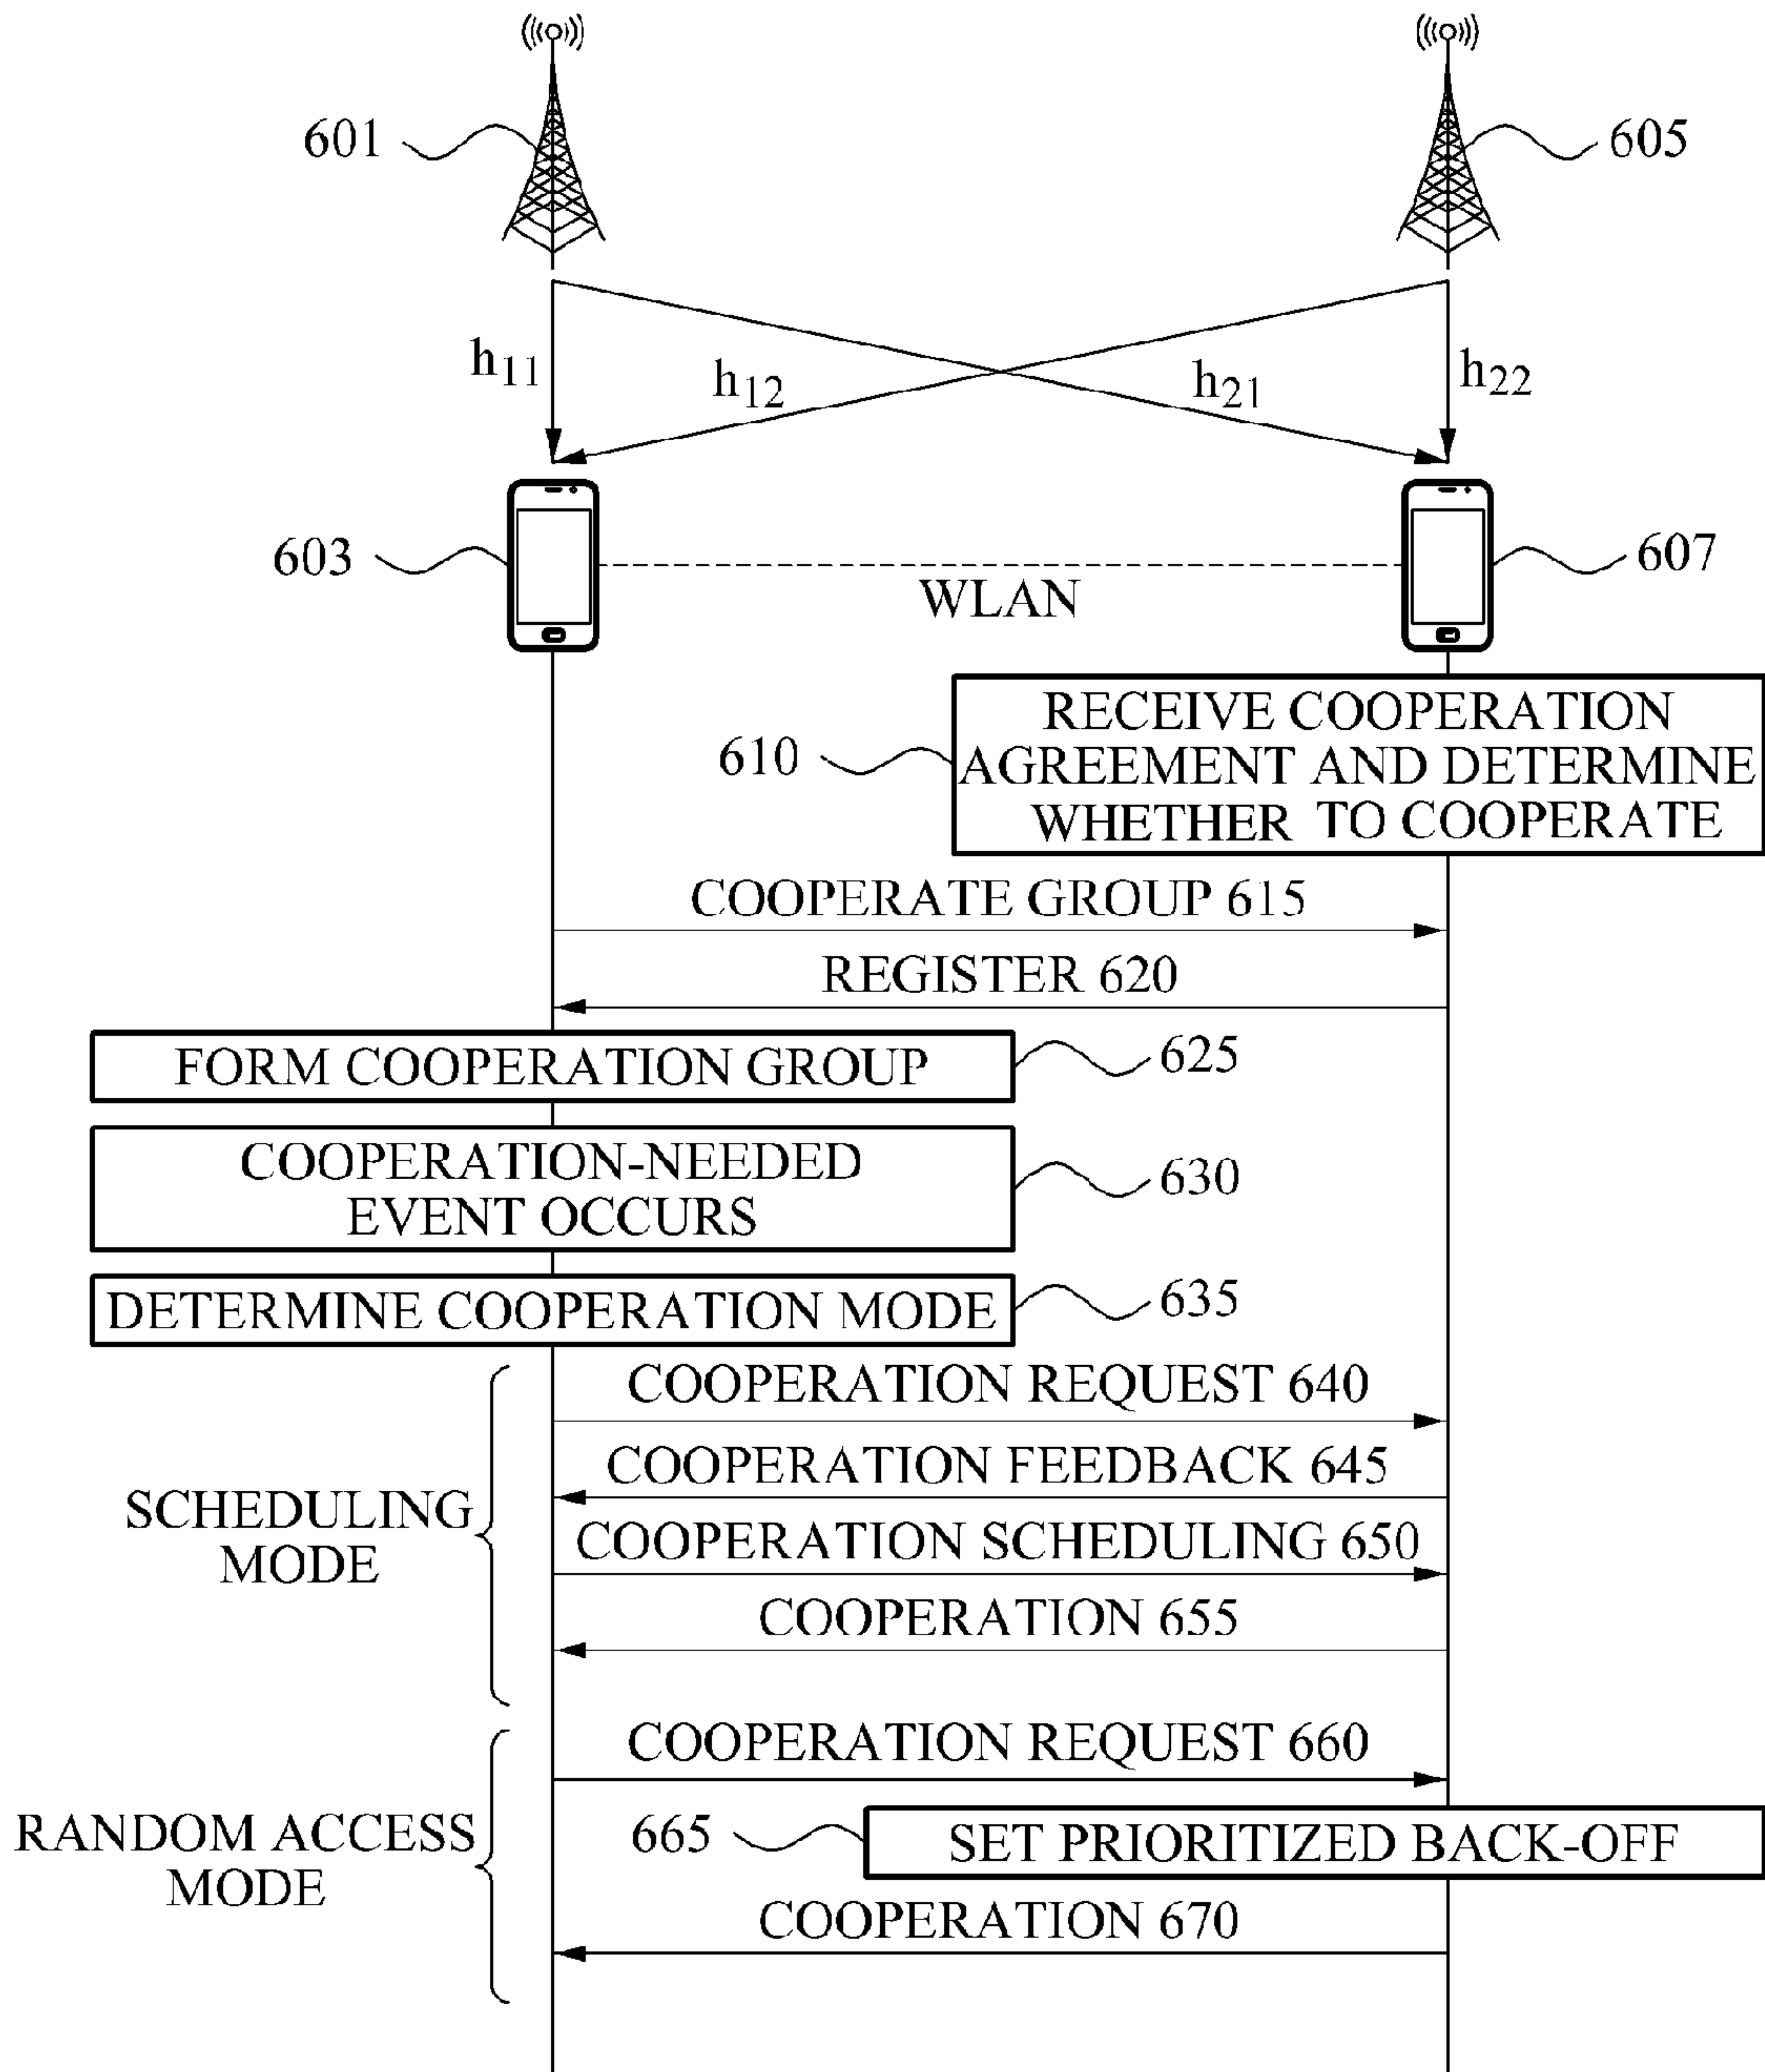 601
605
h11
h12
h21
h22
603
607
WLAN
RECEIVE COOPERATION
610
AGREEMENT AND DETERMINE
WHETHER TO COOPERATE
COOPERATE GROUP 615
REGISTER 620
FORM COOPERATION GROUP
625
COOPERATION-NEEDED
EVENT OCCURS
630
DETERMINE COOPERATION MODE
635
COOPERATION REQUEST 640
COOPERATION FEEDBACK 645
SCHEDULING
MODE
COOPERATION SCHEDULING 650
COOPERATION 655
COOPERATION REQUEST 660
RANDOM ACCESS
MODE
665
SET PRIORITIZED BACK-OFF
COOPERATION 670